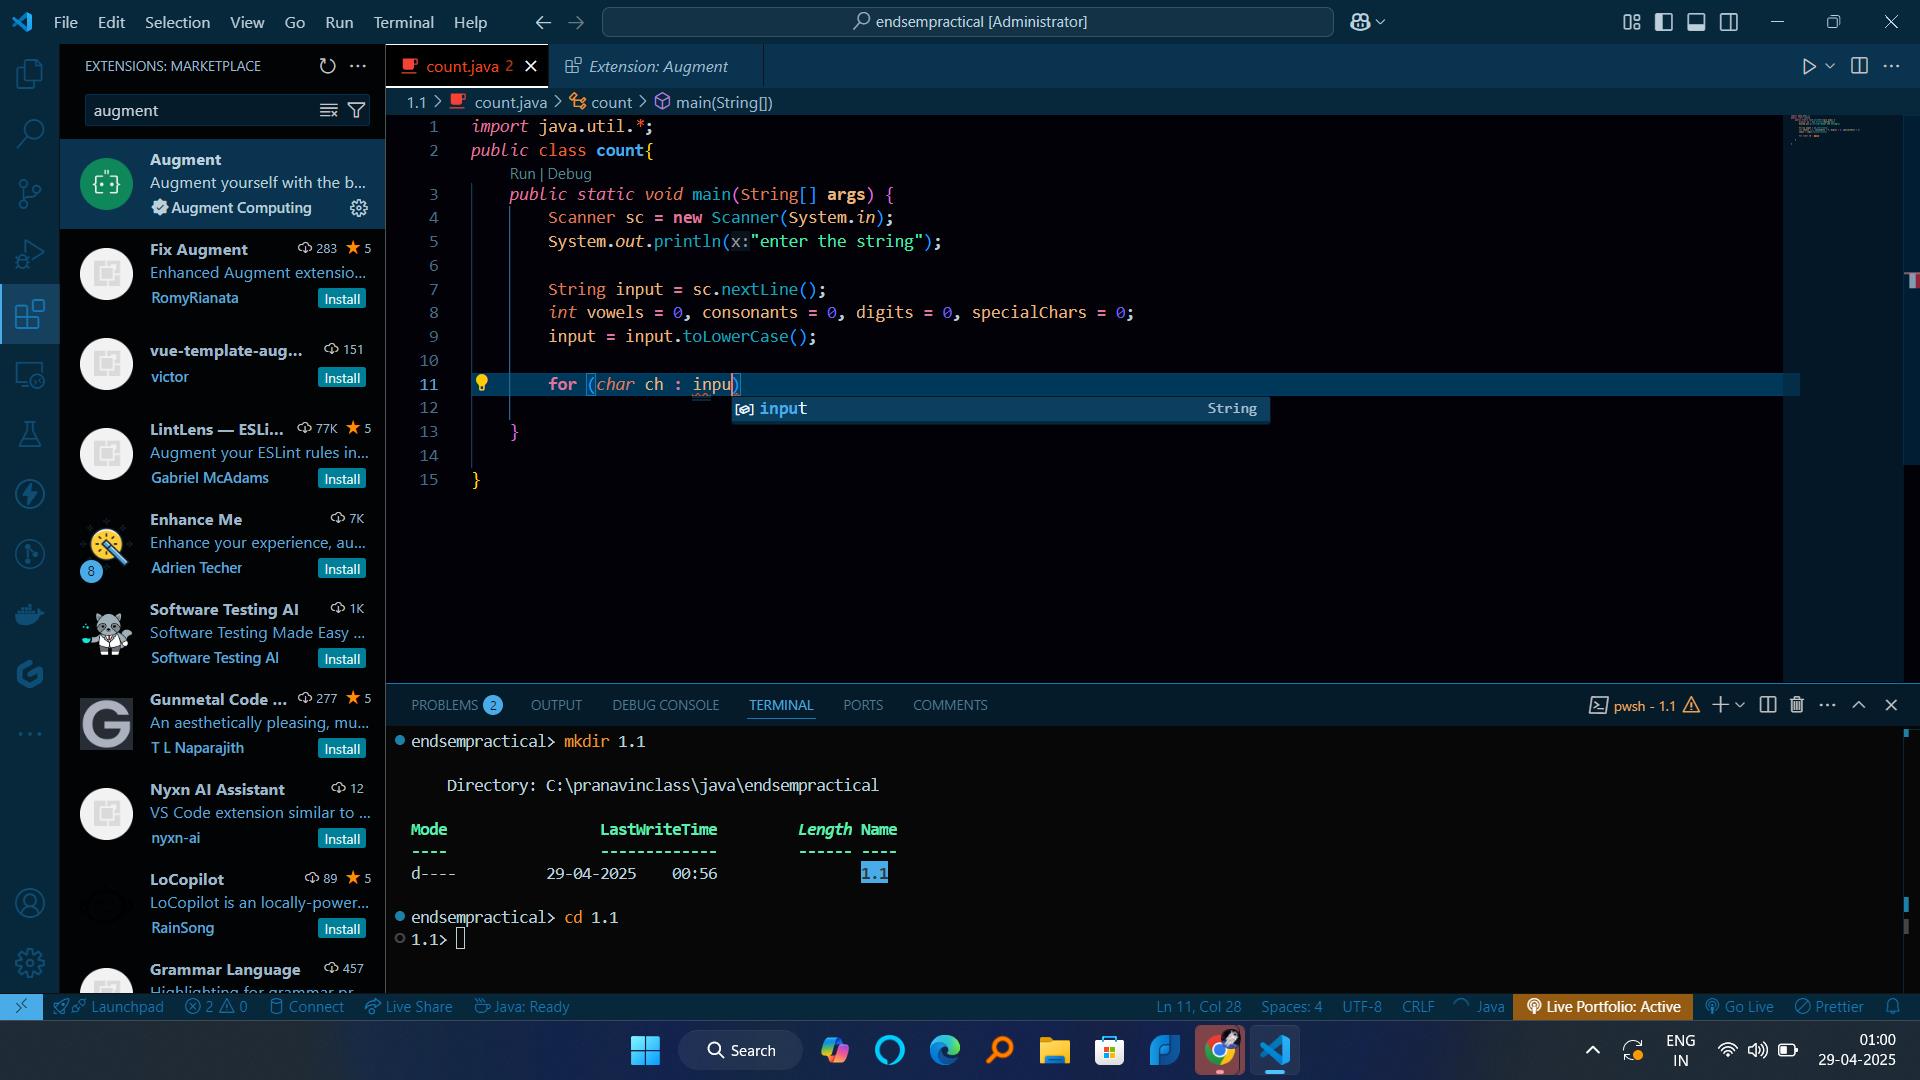 File Edit Selection View Go Run Terminal Help
endsempractical [Administrator]
EXTENSIONS: MARKETPLACE
augment
Augment
Augment yourself with the b...
Augment Computing
Fix Augment 283 5
Enhanced Augment extensio...
RomyRianata Install
vue-template-aug... 151
victor Install
LintLens — ESLi... 77K 5
Augment your ESLint rules in...
Gabriel McAdams Install
Enhance Me 7K
Enhance your experience, au...
8
Adrien Techer Install
Software Testing AI 1K
Software Testing Made Easy ...
Software Testing AI Install
Gunmetal Code ... 277 5
An aesthetically pleasing, mu...
T L Naparajith Install
Nyxn AI Assistant 12
VS Code extension similar to ...
nyxn-ai Install
LoCopilot 89 5
LoCopilot is an locally-power...
RainSong Install
Grammar Language 457
count.java 2
Extension: Augment
1.1 > count.java > count > main(String[])
1 import java.util.*;
2 public class count{
Run | Debug
3 public static void main(String[] args) {
4 Scanner sc = new Scanner(System.in);
5 System.out.println(x:"enter the string");
6
7 String input = sc.nextLine();
8 int vowels = 0, consonants = 0, digits = 0, specialChars = 0;
9 input = input.toLowerCase();
10
11 for (char ch : inpu)
input String
12
13 }
14
15 }
PROBLEMS 2 OUTPUT DEBUG CONSOLE TERMINAL PORTS COMMENTS
pwsh - 1.1
endsempractical> mkdir 1.1
Directory: C:\pranavinclass\java\endsempractical
Mode LastWriteTime Length Name
---- ------------- ------ ----
d---- 29-04-2025 00:56 1.1
endsempractical> cd 1.1
1.1>
Launchpad 2 0 Connect Live Share Java: Ready
Ln 11, Col 28 Spaces: 4 UTF-8 CRLF Java Live Portfolio: Active Go Live Prettier
Search
ENG
IN
01:00
29-04-2025